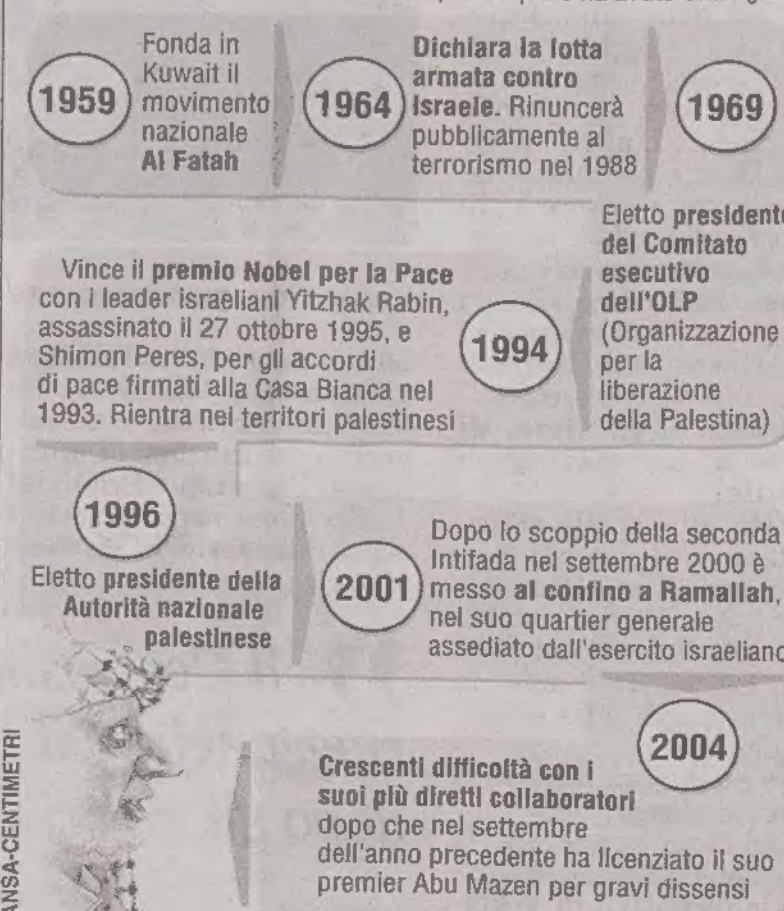 1959
Fonda in
Kuwait il
movimento
nazionale
Al Fatah
1964
Dichiara la lotta
armata contro
Israele. Rinuncerà
pubblicamente al
terrorismo nel 1988
1969
Eletto presidente
del Comitato
esecutivo
dell'OLP
(Organizzazione
per la
liberazione
della Palestina)
1994
Vince il premio Nobel per la Pace
con i leader israeliani Yitzhak Rabin,
assassinato il 27 ottobre 1995, e
Shimon Peres, per gli accordi
di pace firmati alla Casa Bianca nel
1993. Rientra nei territori palestinesi
1996
Eletto presidente della
Autorità nazionale
palestinese
2001
Dopo lo scoppio della seconda
Intifada nel settembre 2000 è
messo al confino a Ramallah,
nel suo quartier generale
assediato dall'esercito israeliano
2004
Crescenti difficoltà con i
suoi più diretti collaboratori
dopo che nel settembre
dell'anno precedente ha licenziato il suo
premier Abu Mazen per gravi dissensi
ANSA-CENTIMETRI